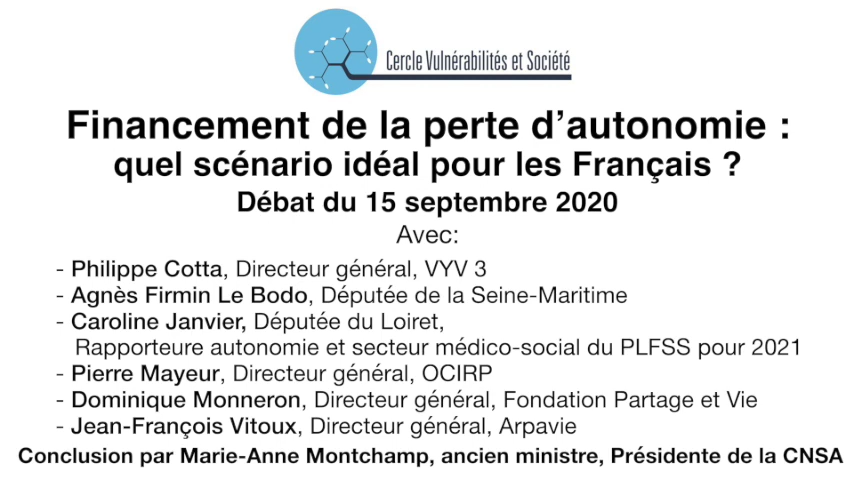 Cercle Vulnérabilités et Société
Financement de la perte d’autonomie :
quel scénario idéal pour les Français ?
Débat du 15 septembre 2020
Avec:
- Philippe Cotta, Directeur général, VYV 3
- Agnès Firmin Le Bodo, Députée de la Seine-Maritime
- Caroline Janvier, Députée du Loiret,
Rapporteure autonomie et secteur médico-social du PLFSS pour 2021
- Pierre Mayeur, Directeur général, OCIRP
- Dominique Monneron, Directeur général, Fondation Partage et Vie
- Jean-François Vitoux, Directeur général, Arpavie
Conclusion par Marie-Anne Montchamp, ancien ministre, Présidente de la CNSA